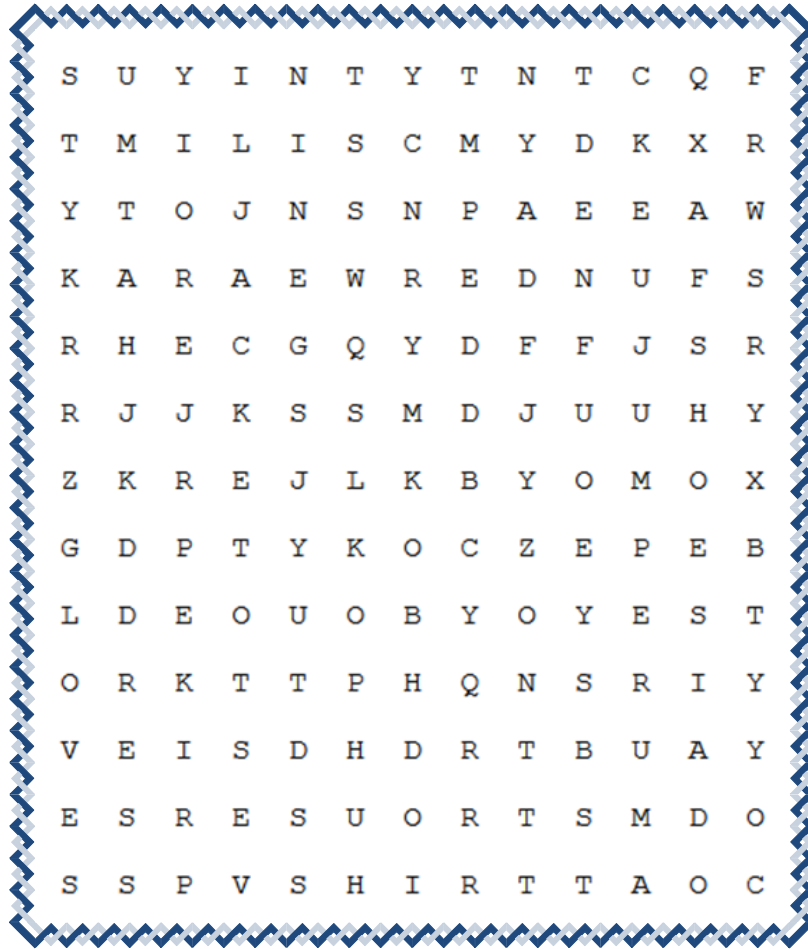 S U Y I N T Y T N T C Q F
T M I L I S C M Y D K X R
Y T O J N S N P A E E A W
K A R A E W R E D N U F S
R H E C G Q Y D F F J S R
R J J K S S M D J U U H Y
Z K R E J L K B Y O M O X
G D P T Y K O C Z E P E B
L D E O U O B Y O Y E S T
O R K T T P H Q N S R I Y
V E I S D H D R T B U A Y
E S R E S U O R T S M D O
S S P V S H I R T T A O C